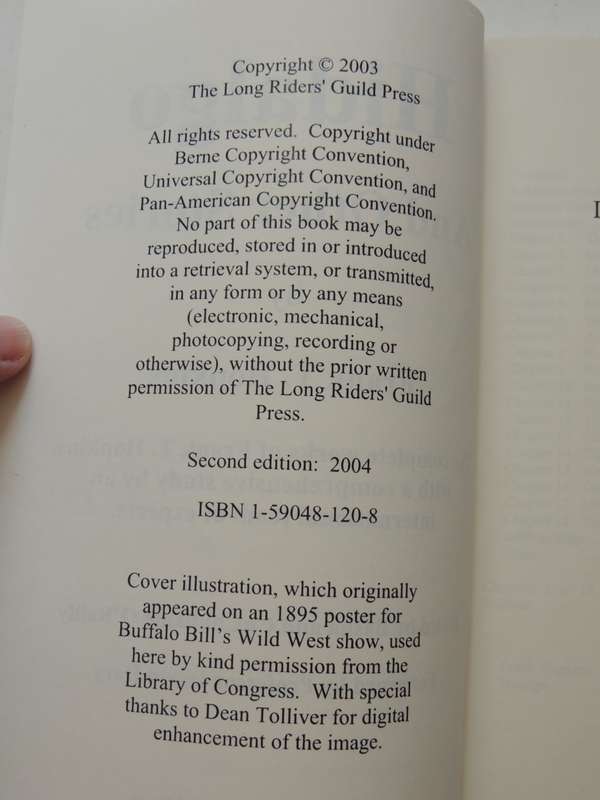 Copyright © 2003
The Long Riders' Guild Press
All rights reserved.  Copyright under
Berne Copyright Convention,
Universal Copyright Convention, and
Pan-American Copyright Convention.
No part of this book may be
reproduced, stored in or introduced
into a retrieval system, or transmitted,
in any form or by any means
(electronic, mechanical,
photocopying, recording or
otherwise), without the prior written
permission of The Long Riders' Guild
Press.
Second edition:  2004
ISBN 1-59048-120-8
Cover illustration, which originally
appeared on an 1895 poster for
Buffalo Bill's Wild West show, used
here by kind permission from the
Library of Congress.  With special
thanks to Dean Tolliver for digital
enhancement of the image.